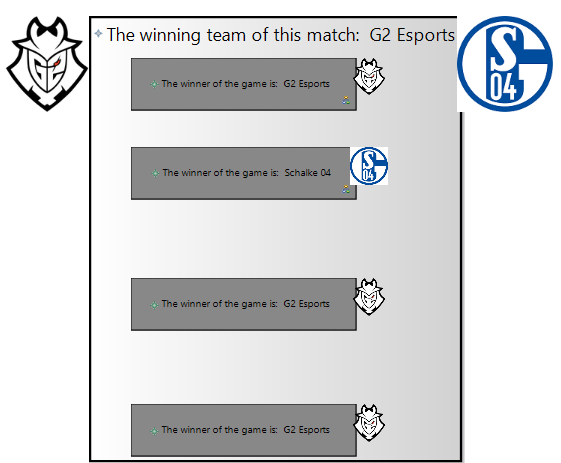 The winning team of this match: G2 Esports
S
04
The winner of the game is: G2 Esports
The winner of the game is: Schalke 04
S
04
The winner of the game is: G2 Esports
The winner of the game is: G2 Esports